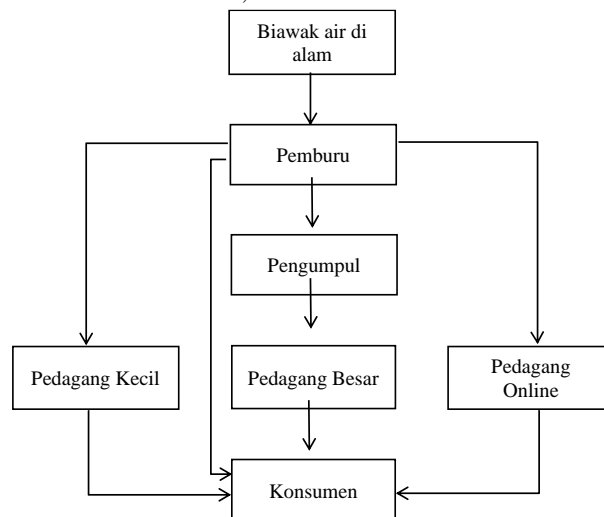 Biawak air di
alam
Pemburu
Pengumpul
Pedagang Kecil
Pedagang Besar
Pedagang
Online
Konsumen